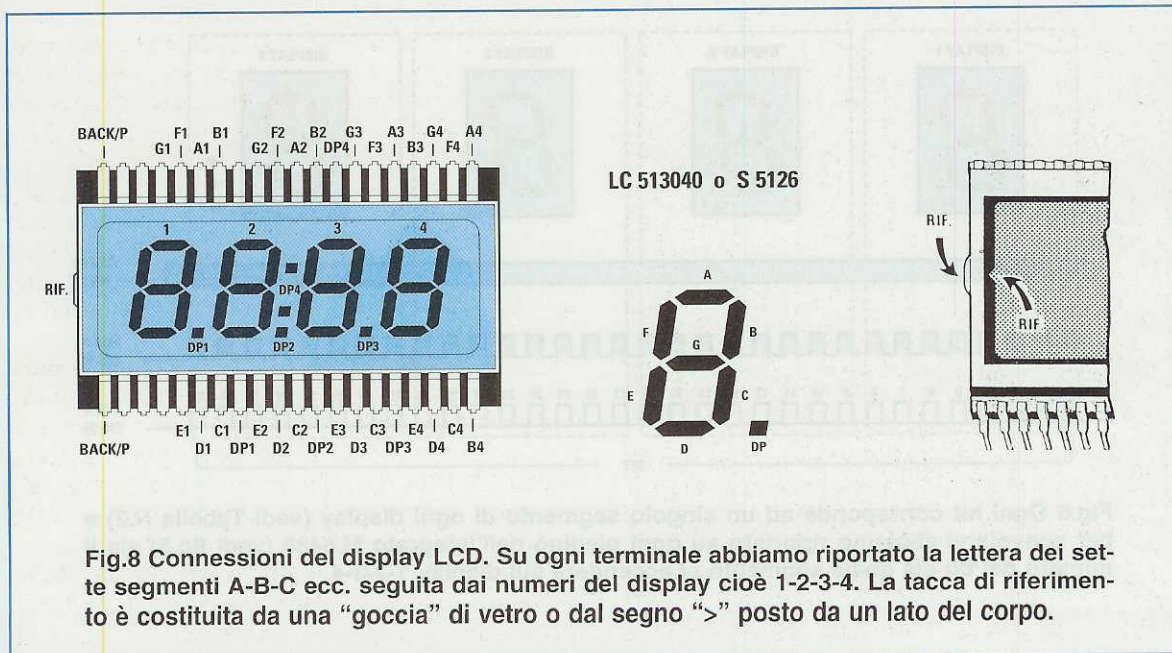 BACK/P F1 B1 F2 B2 G3 A3 G4 A4
G1 A1 G2 A2 DP4 F3 B3 F4
LC 513040 o S 5126
1 2 3 4
RIF.
DP4
DP1 DP2 DP3
E1 C1 E2 C2 E3 C3 E4 C4
BACK/P D1 DP1 D2 DP2 D3 DP3 D4 B4
A
F B
G
E C
D DP
RIF.
RIF
Fig.8 Connessioni del display LCD. Su ogni terminale abbiamo riportato la lettera dei set-
te segmenti A-B-C ecc. seguita dai numeri del display cioè 1-2-3-4. La tacca di riferimen-
to è costituita da una “goccia” di vetro o dal segno “>” posto da un lato del corpo.